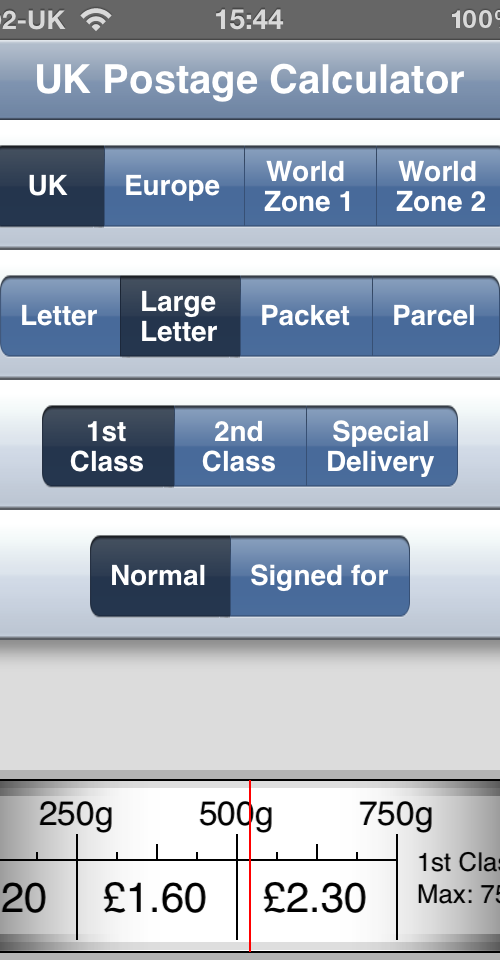 2-UK 15:44 100%
UK Postage Calculator
UK Europe World Zone 1 World Zone 2
Letter Large Letter Packet Parcel
1st Class 2nd Class Special Delivery
Normal Signed for
250g 500g 750g
1st Clas
Max: 75
20 £1.60 £2.30